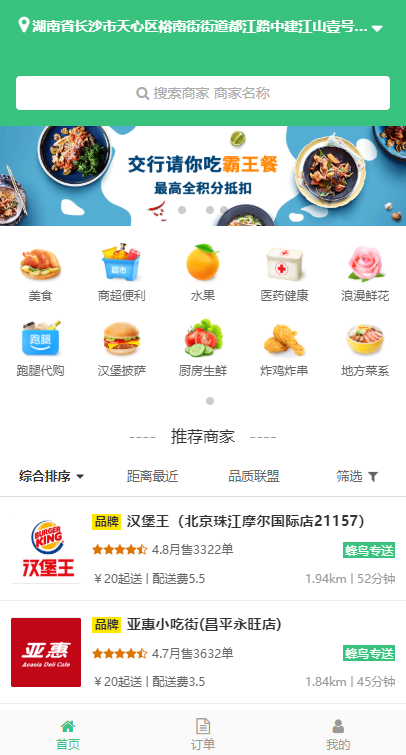 湖南省长沙市天心区裕南街街道都江路中建江山壹号...
搜索商家 商家名称
交行请你吃霸王餐
最高全积分抵扣
美食
超市
商超便利
水果
医药健康
浪漫鲜花
跑腿
跑腿代购
汉堡披萨
厨房生鲜
炸鸡炸串
地方菜系
---- 推荐商家 ----
综合排序 距离最近 品质联盟 筛选
BURGER KING
汉堡王
品牌 汉堡王（北京珠江摩尔国际店21157）
4.8月售3322单 蜂鸟专送
¥20起送 | 配送费5.5 1.94km | 52分钟
亚惠
Acasia Deli Cafe
品牌 亚惠小吃街(昌平永旺店)
4.7月售3632单 蜂鸟专送
¥20起送 | 配送费3.5 1.84km | 45分钟
首页 订单 我的